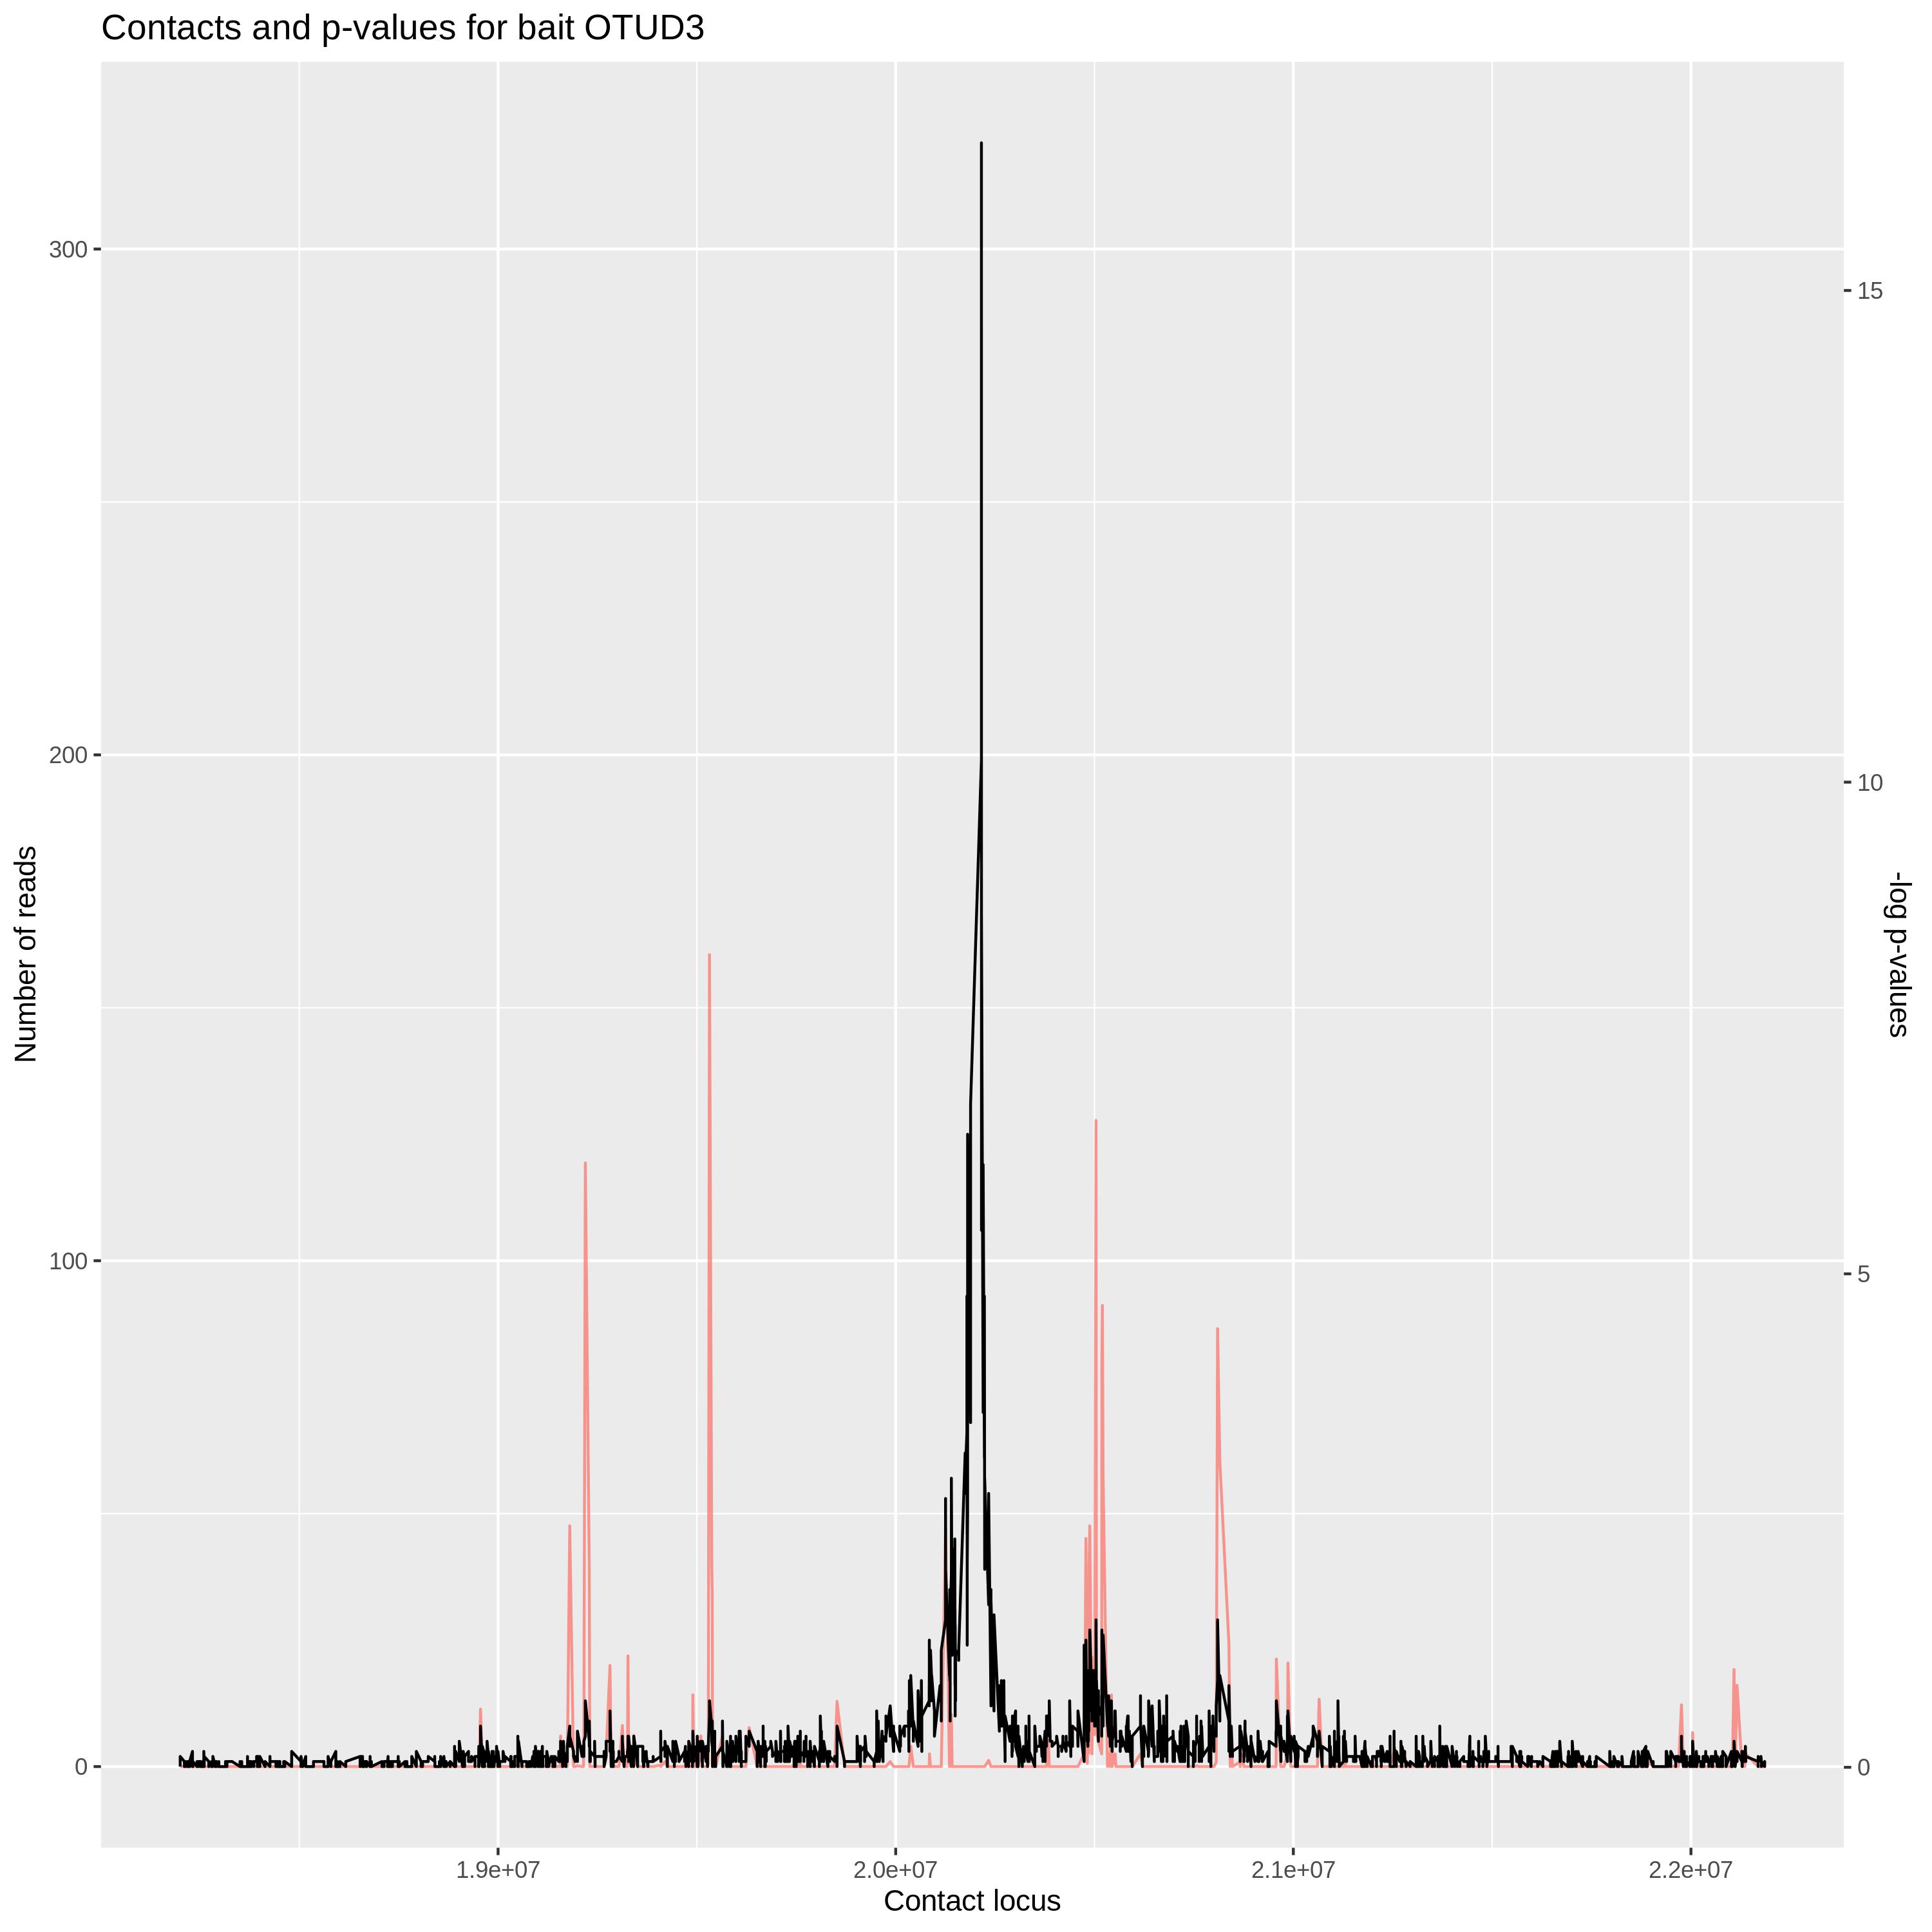 Contacts and p-values for bait OTUD3
300
200
100
0
15
10
5
0
Number of reads
-log p-values
1.9e+07 2.0e+07 2.1e+07 2.2e+07
Contact locus